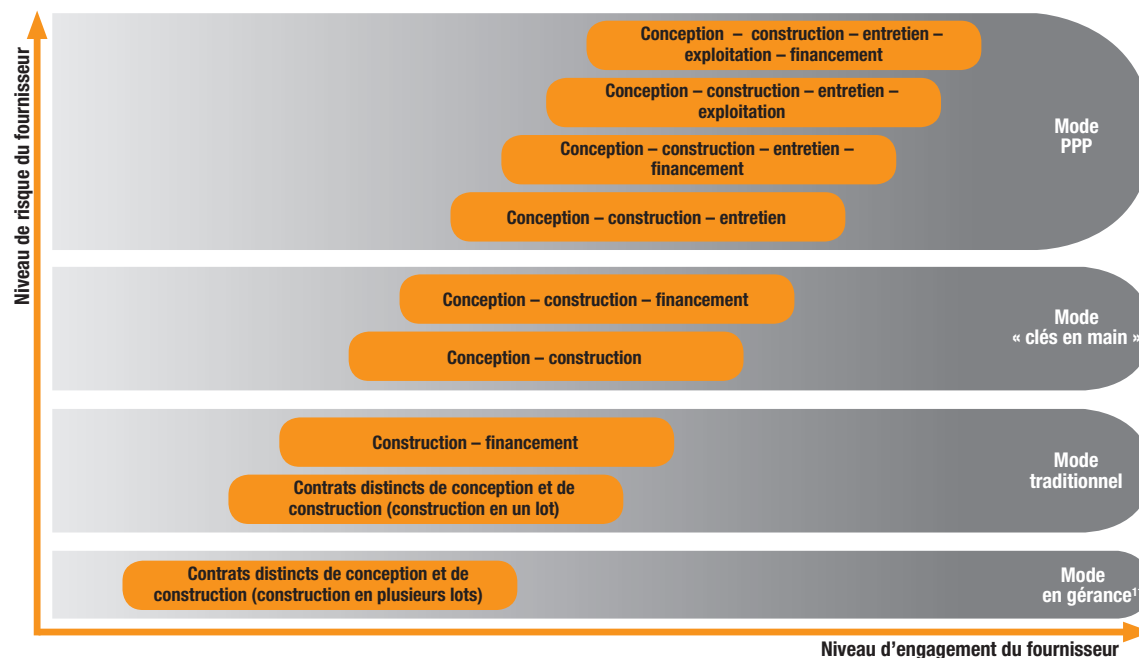 Niveau de risque du fournisseur
Conception – construction – entretien –
exploitation – financement
Conception – construction – entretien –
exploitation
Conception – construction – entretien –
financement
Conception – construction – entretien
Mode
PPP
Conception – construction – financement
Conception – construction
Mode
« clés en main »
Construction – financement
Contrats distincts de conception et de
construction (construction en un lot)
Mode
traditionnel
Contrats distincts de conception et de
construction (construction en plusieurs lots)
Mode
en gérance¹
Niveau d’engagement du fournisseur